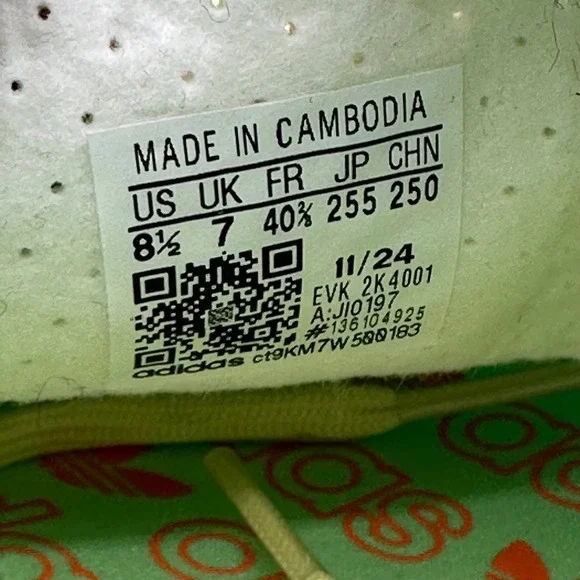 MADE IN CAMBODIA
US UK FR JP CHN
8½ 7 40⅔ 255 250
11/24
EVK 2K4001
A:JI0197
#136104925
adidas ct9KM7W500183
das